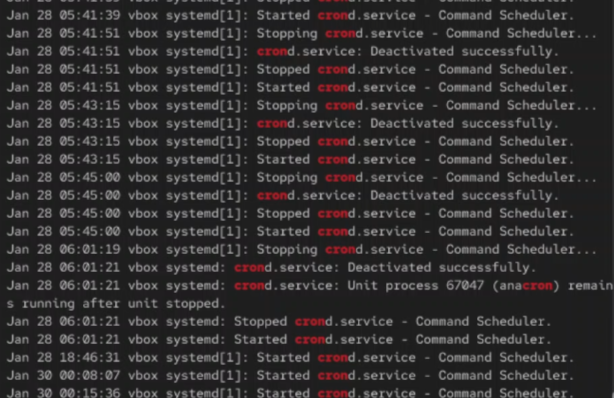 Jan 28 05:41:39 vbox systemd[1]: Started crond.service - Command Scheduler.
Jan 28 05:41:51 vbox systemd[1]: Stopping crond.service - Command Scheduler...
Jan 28 05:41:51 vbox systemd[1]: crond.service: Deactivated successfully.
Jan 28 05:41:51 vbox systemd[1]: Stopped crond.service - Command Scheduler.
Jan 28 05:41:51 vbox systemd[1]: Started crond.service - Command Scheduler.
Jan 28 05:43:15 vbox systemd[1]: Stopping crond.service - Command Scheduler...
Jan 28 05:43:15 vbox systemd[1]: crond.service: Deactivated successfully.
Jan 28 05:43:15 vbox systemd[1]: Stopped crond.service - Command Scheduler.
Jan 28 05:43:15 vbox systemd[1]: Started crond.service - Command Scheduler.
Jan 28 05:45:00 vbox systemd[1]: Stopping crond.service - Command Scheduler...
Jan 28 05:45:00 vbox systemd[1]: crond.service: Deactivated successfully.
Jan 28 05:45:00 vbox systemd[1]: Stopped crond.service - Command Scheduler.
Jan 28 05:45:00 vbox systemd[1]: Started crond.service - Command Scheduler.
Jan 28 06:01:19 vbox systemd[1]: Stopping crond.service - Command Scheduler...
Jan 28 06:01:21 vbox systemd: crond.service: Deactivated successfully.
Jan 28 06:01:21 vbox systemd: crond.service: Unit process 67047 (anacron) remain
s running after unit stopped.
Jan 28 06:01:21 vbox systemd: Stopped crond.service - Command Scheduler.
Jan 28 06:01:21 vbox systemd: Started crond.service - Command Scheduler.
Jan 28 18:46:31 vbox systemd[1]: Started crond.service - Command Scheduler.
Jan 30 00:08:07 vbox systemd[1]: Started crond.service - Command Scheduler.
Jan 30 00:15:36 vbox systemd[1]: Started crond.service - Command Scheduler.